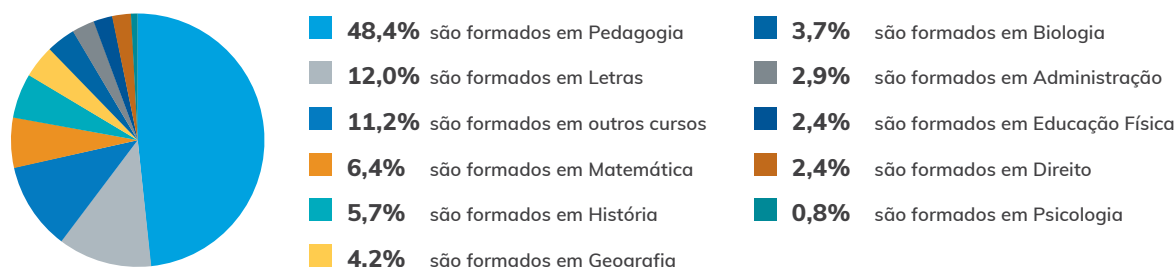 48,4% são formados em Pedagogia
12,0% são formados em Letras
11,2% são formados em outros cursos
6,4% são formados em Matemática
5,7% são formados em História
4,2% são formados em Geografia
3,7% são formados em Biologia
2,9% são formados em Administração
2,4% são formados em Educação Física
2,4% são formados em Direito
0,8% são formados em Psicologia